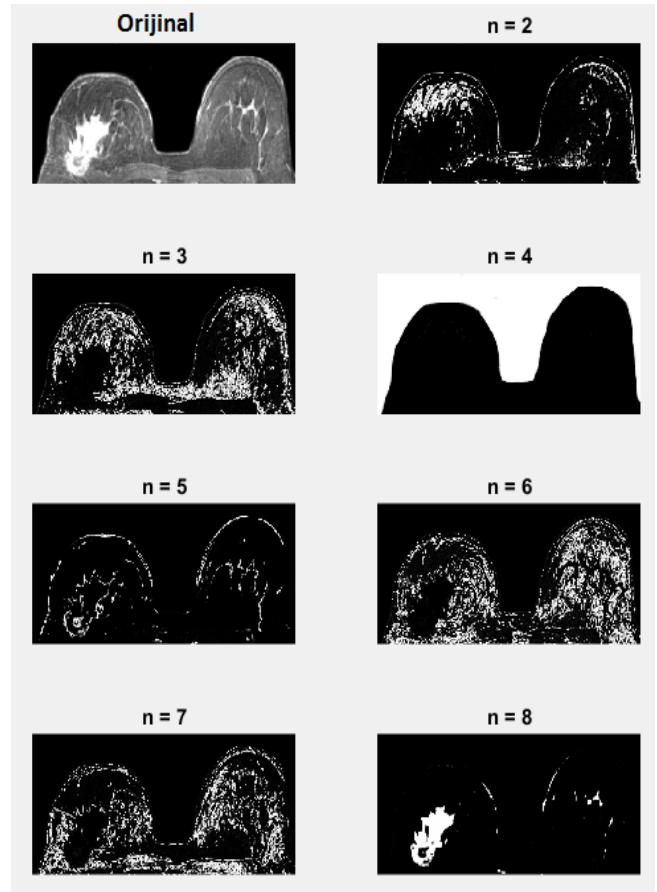 Orijinal
n = 2
n = 3
n = 4
n = 5
n = 6
n = 7
n = 8